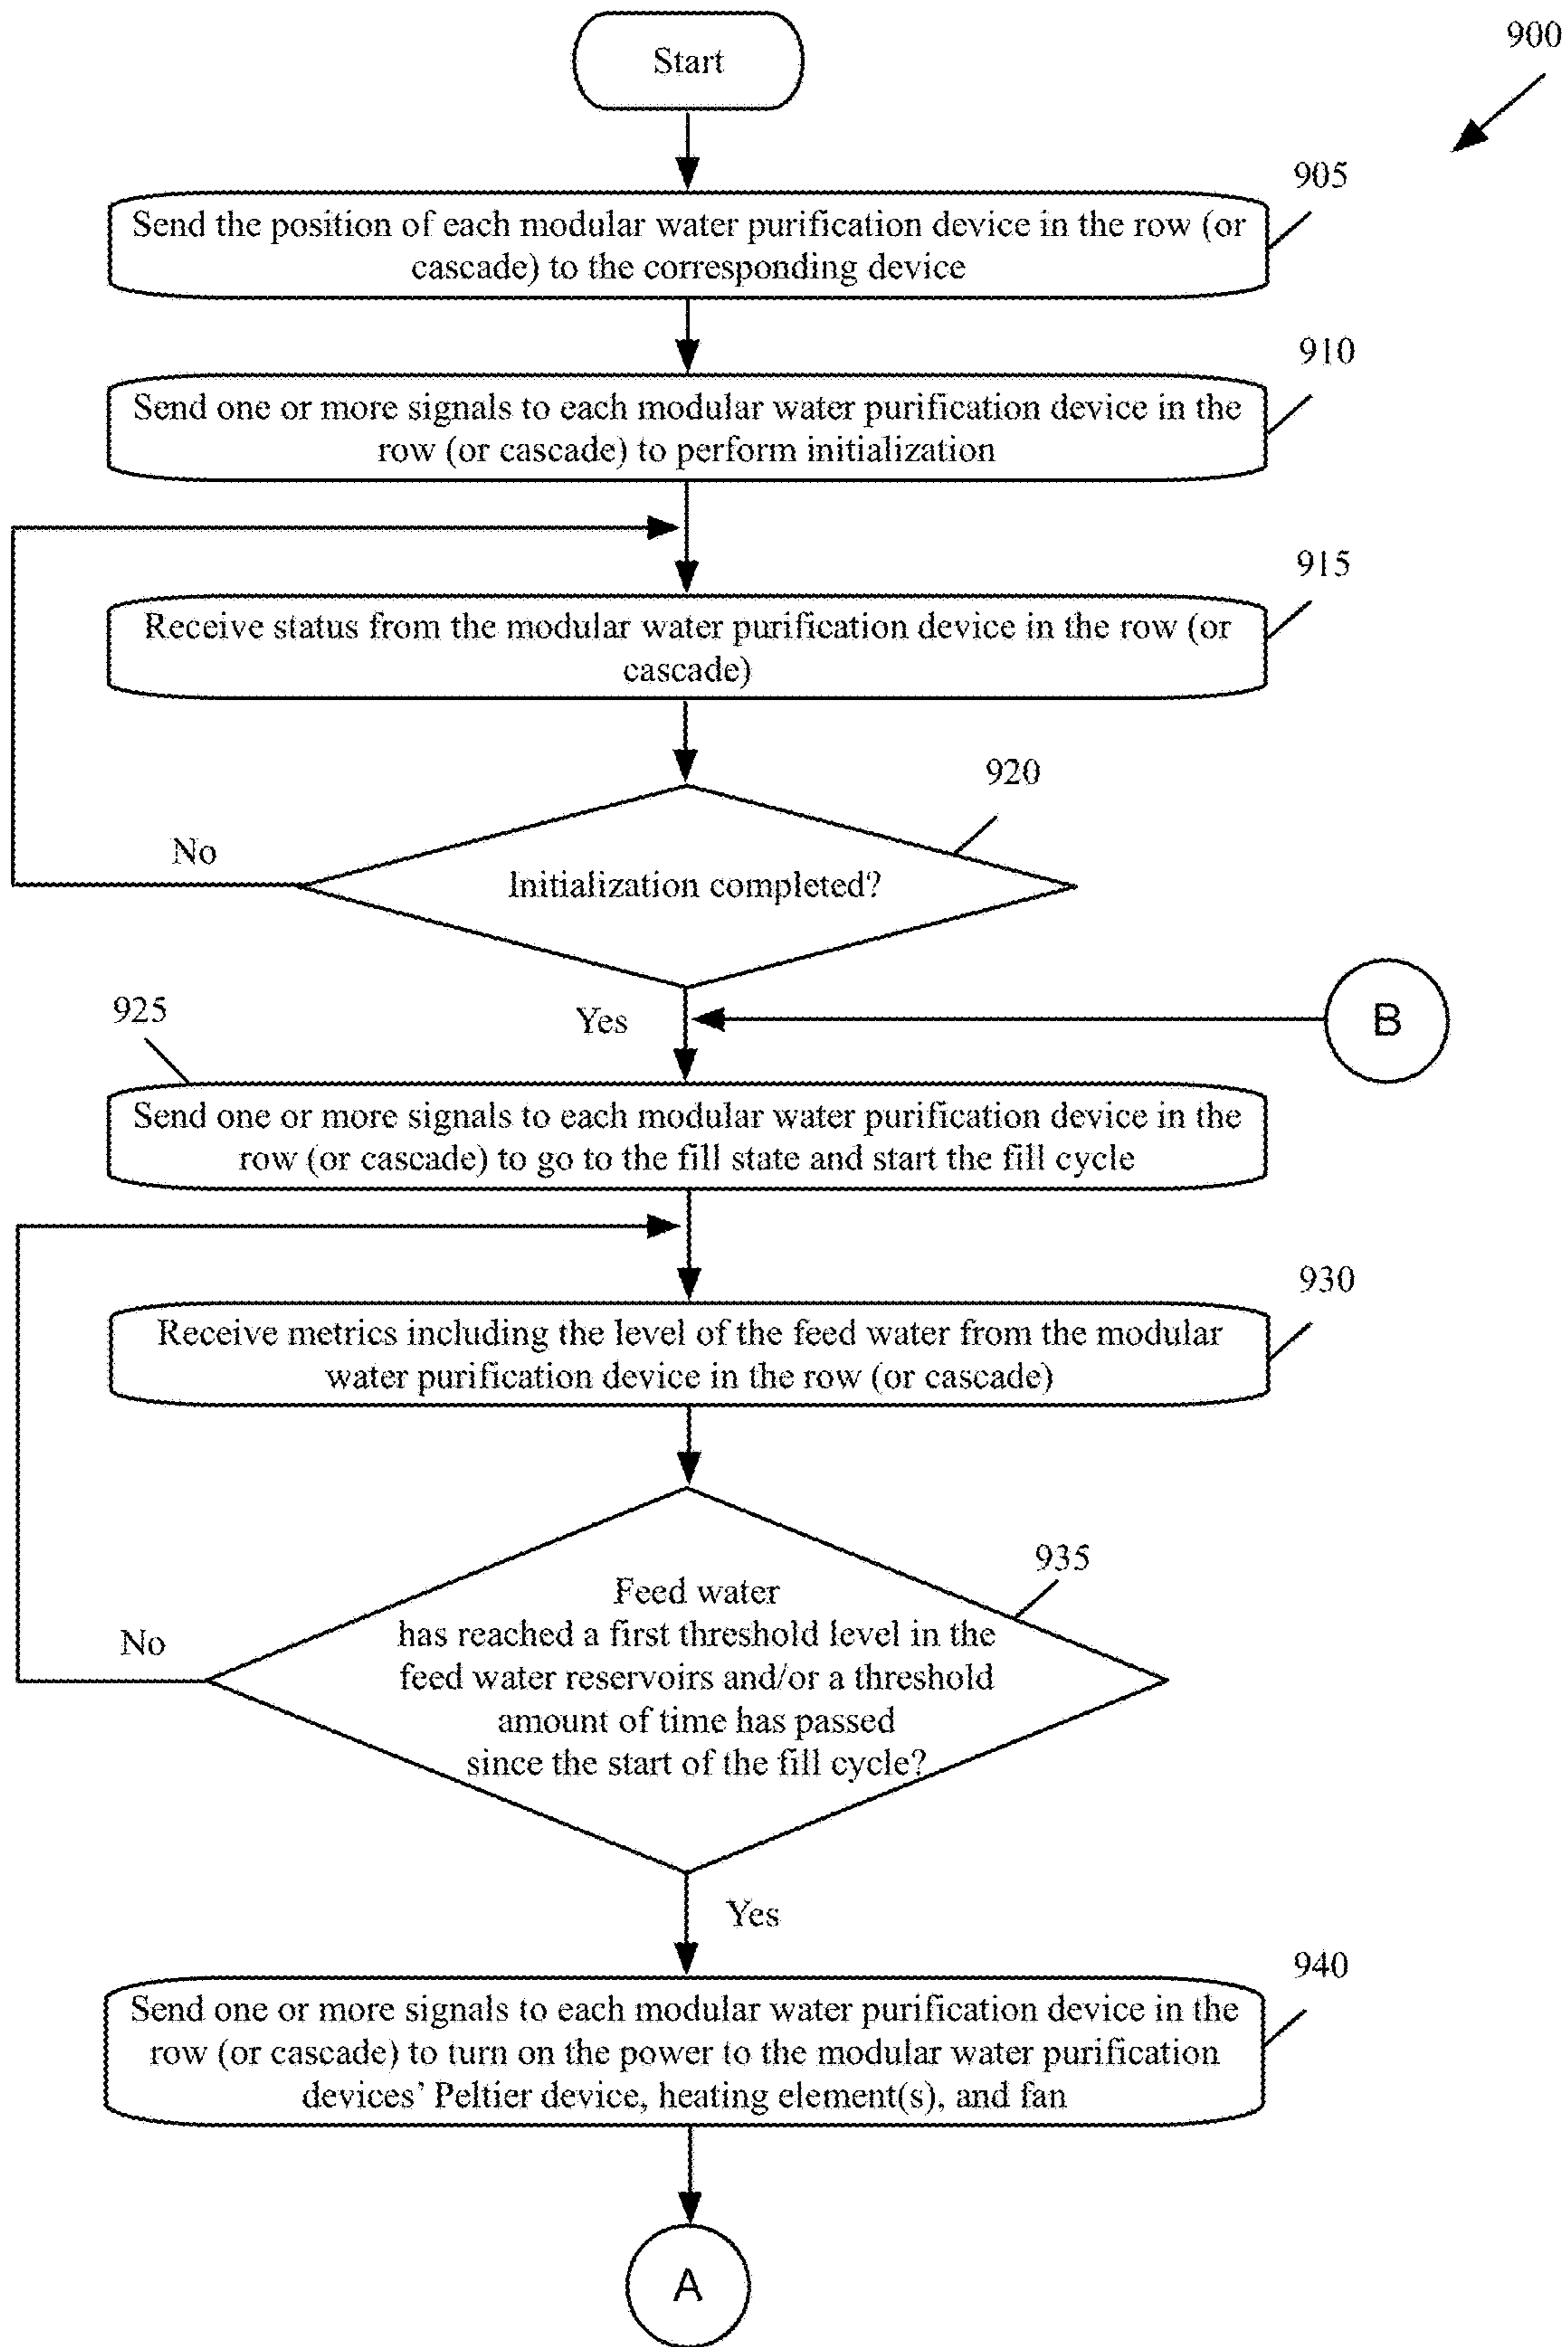 900
Start
905
Send the position of each modular water purification device in the row (or
cascade) to the corresponding device
910
Send one or more signals to each modular water purification device in the
row (or cascade) to perform initialization
915
Receive status from the modular water purification device in the row (or
cascade)
920
No
Initialization completed?
925
Yes
B
Send one or more signals to each modular water purification device in the
row (or cascade) to go to the fill state and start the fill cycle
930
Receive metrics including the level of the feed water from the modular
water purification device in the row (or cascade)
935
No
Feed water
has reached a first threshold level in the
feed water reservoirs and/or a threshold
amount of time has passed
since the start of the fill cycle?
Yes
940
Send one or more signals to each modular water purification device in the
row (or cascade) to turn on the power to the modular water purification
devices’ Peltier device, heating element(s), and fan
A